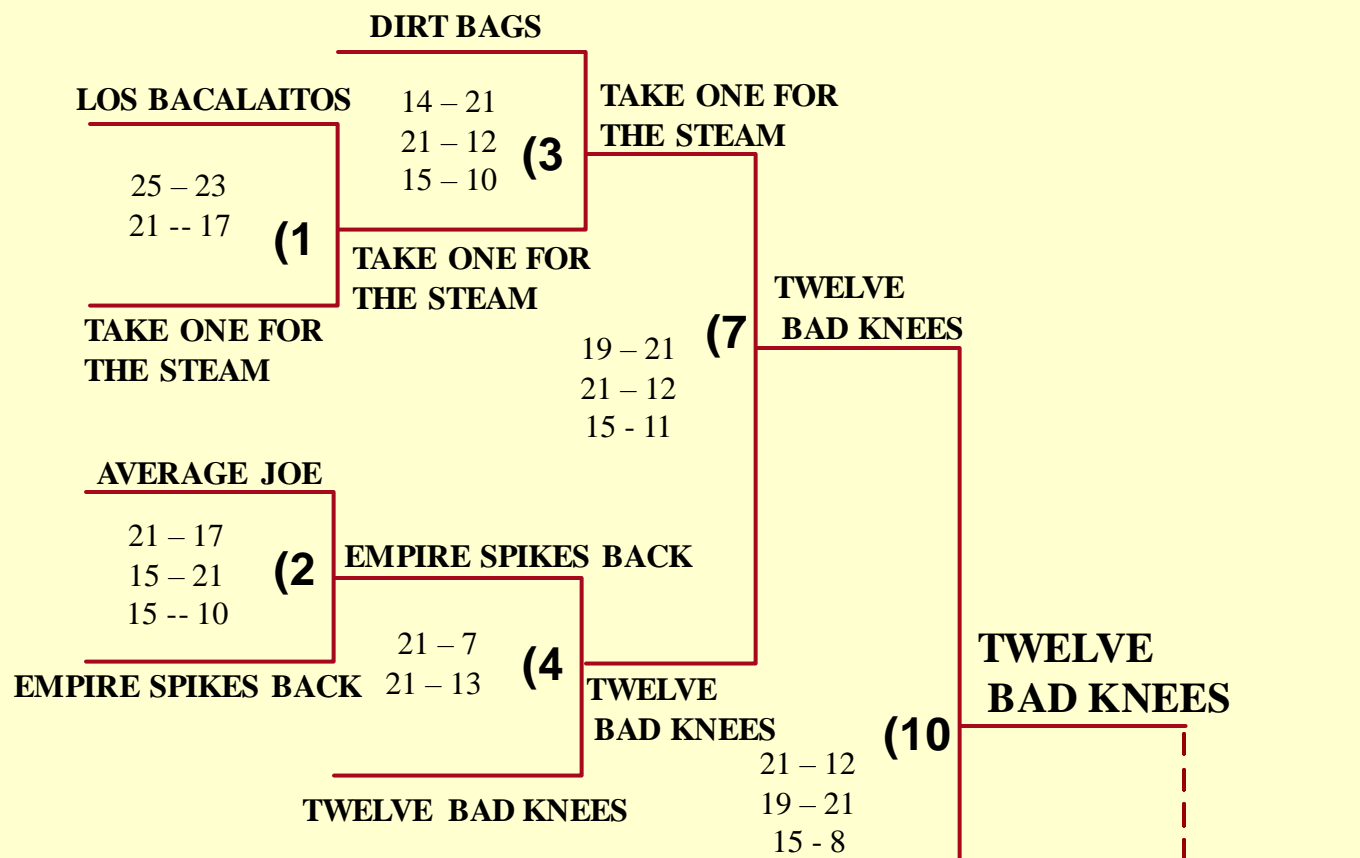 DIRT BAGS
LOS BACALAITOS
14 – 21
21 – 12
15 – 10
(3
TAKE ONE FOR
THE STEAM
25 – 23
21 -- 17
(1
TAKE ONE FOR
THE STEAM
TAKE ONE FOR
THE STEAM
19 – 21
21 – 12
15 - 11
(7
TWELVE
BAD KNEES
AVERAGE JOE
21 – 17
15 – 21
15 -- 10
(2
EMPIRE SPIKES BACK
EMPIRE SPIKES BACK
21 – 7
21 – 13
(4
TWELVE
BAD KNEES
TWELVE BAD KNEES
(10
21 – 12
19 – 21
15 - 8
TWELVE
BAD KNEES